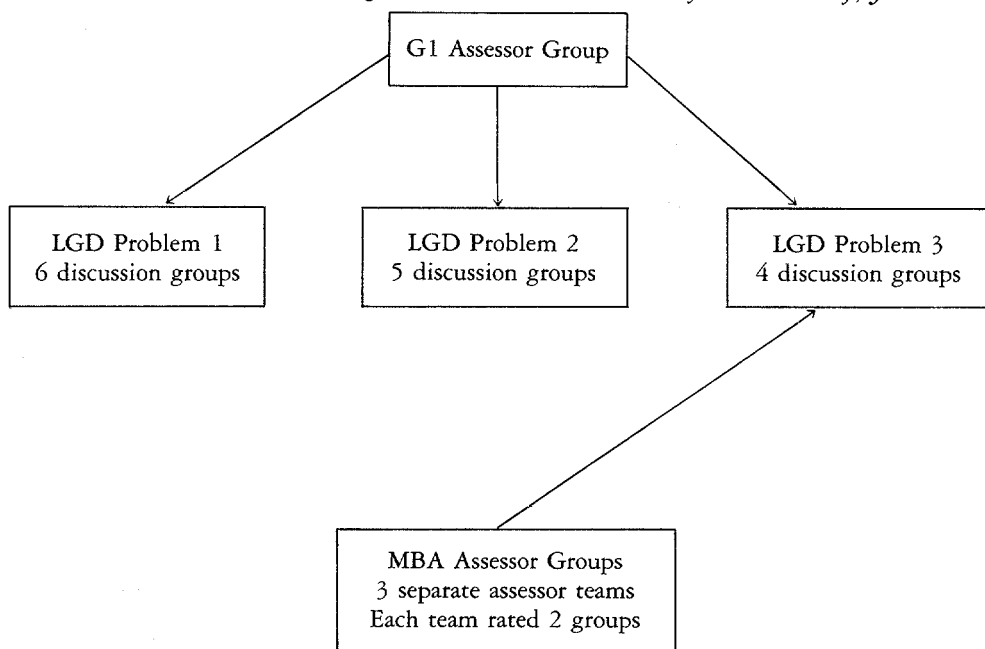 G1 Assessor Group
LGD Problem 1
6 discussion groups
LGD Problem 2
5 discussion groups
LGD Problem 3
4 discussion groups
MBA Assessor Groups
3 separate assessor teams
Each team rated 2 groups